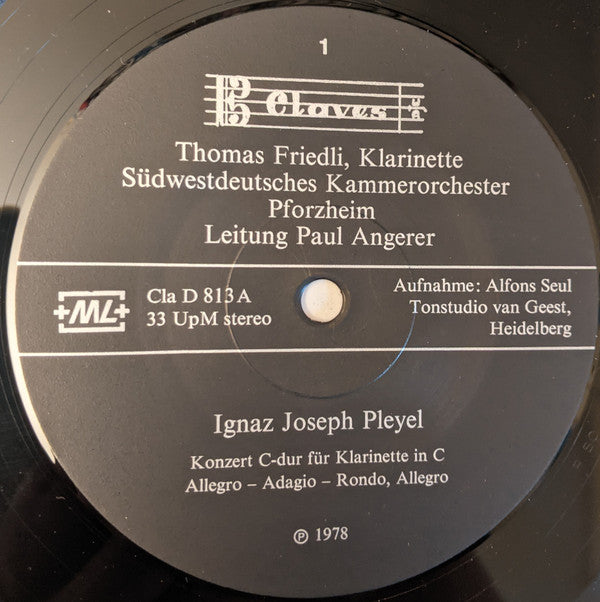 1
Claves
Thomas Friedli, Klarinette
Südwestdeutsches Kammerorchester
Pforzheim
Leitung Paul Angerer
+ML+
Cla D 813 A
33 UpM stereo
Aufnahme: Alfons Seul
Tonstudio van Geest,
Heidelberg
Ignaz Joseph Pleyel
Konzert C-dur für Klarinette in C
Allegro – Adagio – Rondo, Allegro
℗ 1978